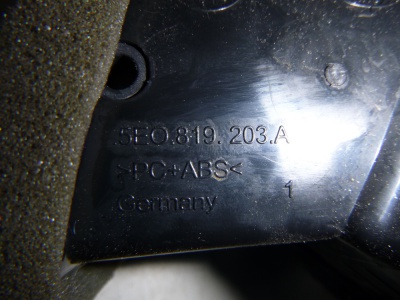 5E0.819.203.A
>PC+ABS<
Germany 1